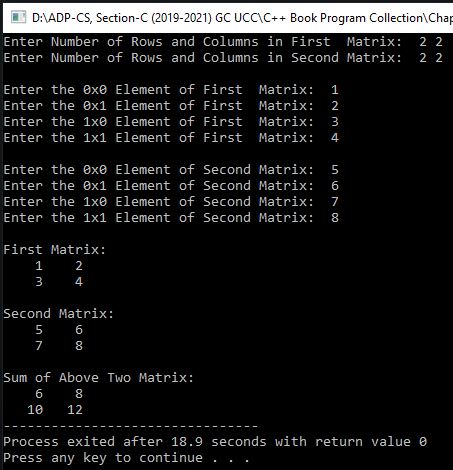 D:\ADP-CS, Section-C (2019-2021) GC UCC\C++ Book Program Collection\Chap
Enter Number of Rows and Columns in First  Matrix:  2 2
Enter Number of Rows and Columns in Second Matrix:  2 2
Enter the 0x0 Element of First  Matrix:  1
Enter the 0x1 Element of First  Matrix:  2
Enter the 1x0 Element of First  Matrix:  3
Enter the 1x1 Element of First  Matrix:  4
Enter the 0x0 Element of Second Matrix:  5
Enter the 0x1 Element of Second Matrix:  6
Enter the 1x0 Element of Second Matrix:  7
Enter the 1x1 Element of Second Matrix:  8
First Matrix:
1    2
3    4
Second Matrix:
5    6
7    8
Sum of Above Two Matrix:
6    8
10   12
--------------------------------
Process exited after 18.9 seconds with return value 0
Press any key to continue . . .